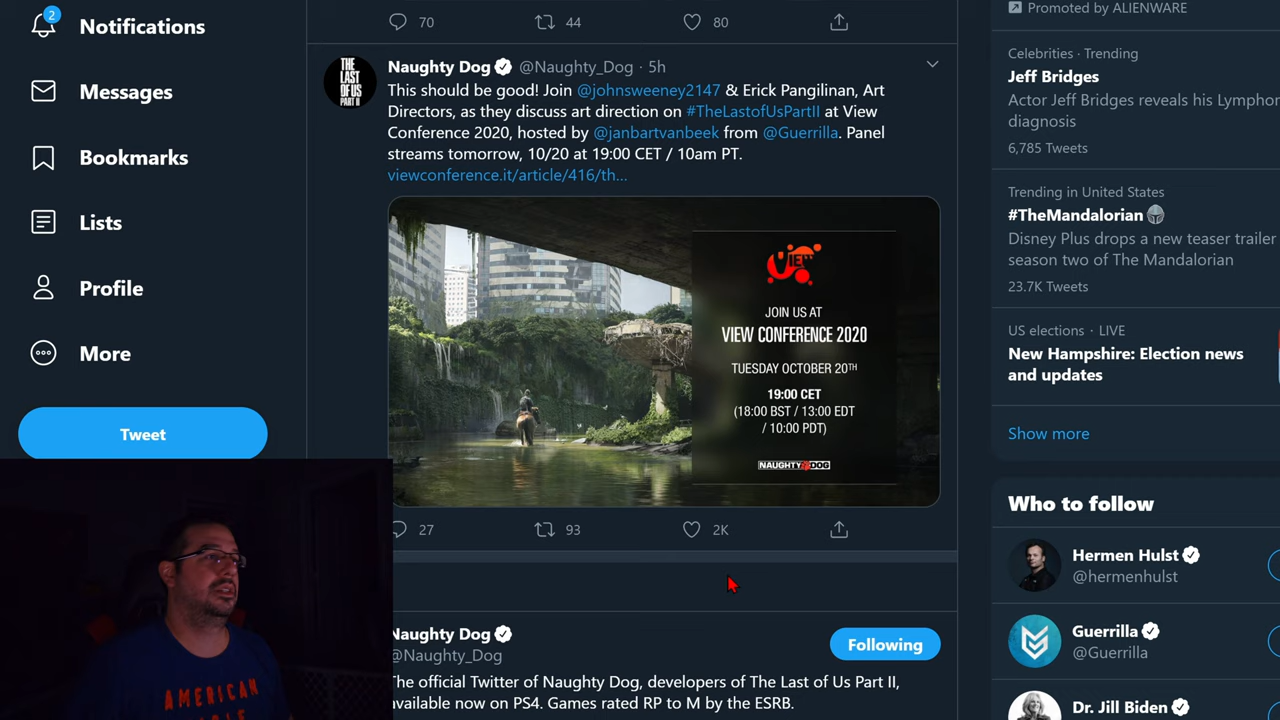 2
Notifications
Messages
Bookmarks
Lists
Profile
More
Tweet
70
44
80
THE
LAST
OF US
PART II
Naughty Dog @Naughty_Dog · 5h
This should be good! Join @johnsweeney2147 & Erick Pangilinan, Art
Directors, as they discuss art direction on #TheLastofUsPartII at View
Conference 2020, hosted by @janbartvanbeek from @Guerrilla. Panel
streams tomorrow, 10/20 at 19:00 CET / 10am PT.
viewconference.it/article/416/th...
VIEW
JOIN US AT
VIEW CONFERENCE 2020
TUESDAY OCTOBER 20TH
19:00 CET
(18:00 BST / 13:00 EDT
/ 10:00 PDT)
NAUGHTY DOG
27
93
2K
Naughty Dog
@Naughty_Dog
Following
The official Twitter of Naughty Dog, developers of The Last of Us Part II,
available now on PS4. Games rated RP to M by the ESRB.
Promoted by ALIENWARE
Celebrities · Trending
Jeff Bridges
Actor Jeff Bridges reveals his Lympho
diagnosis
6,785 Tweets
Trending in United States
#TheMandalorian
Disney Plus drops a new teaser trailer
season two of The Mandalorian
23.7K Tweets
US elections · LIVE
New Hampshire: Election news
and updates
Show more
Who to follow
Hermen Hulst
@hermenhulst
Guerrilla
@Guerrilla
Dr. Jill Biden
AMERICAN